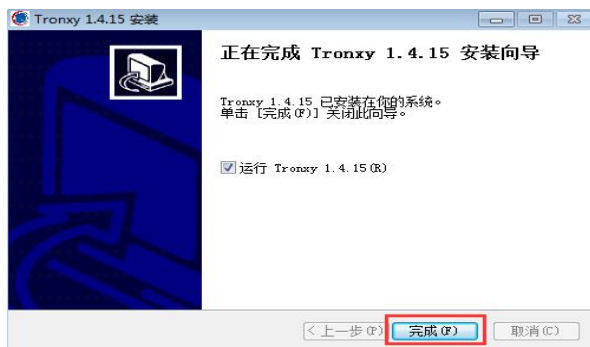 Tronxy 1.4.15 安装
正在完成 Tronxy 1.4.15 安装向导
Tronxy 1.4.15 已安装在你的系统。
单击 [完成(F)] 关闭此向导。
运行 Tronxy 1.4.15(R)
< 上一步(P) 完成(F) 取消(C)